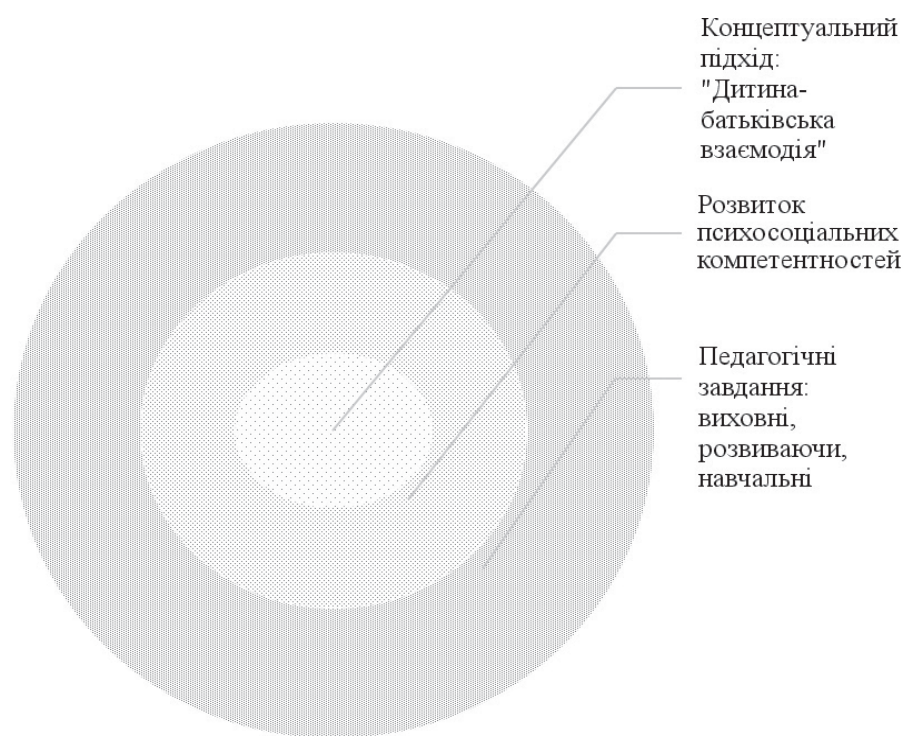 Концептуальний
підхід:
"Дитина-
батьківська
взаємодія"
Розвиток
психосоціальних
компетентностей
Педагогічні
завдання:
виховні,
розвиваючи,
навчальні